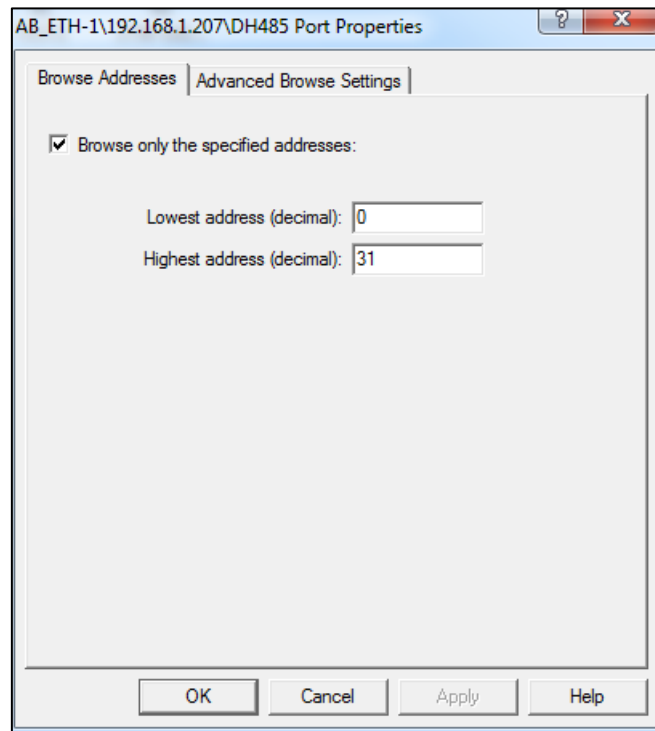 AB_ETH-1\192.168.1.207\DH485 Port Properties ? X
Browse Addresses Advanced Browse Settings
Browse only the specified addresses:
Lowest address (decimal): 0
Highest address (decimal): 31
OK Cancel Apply Help